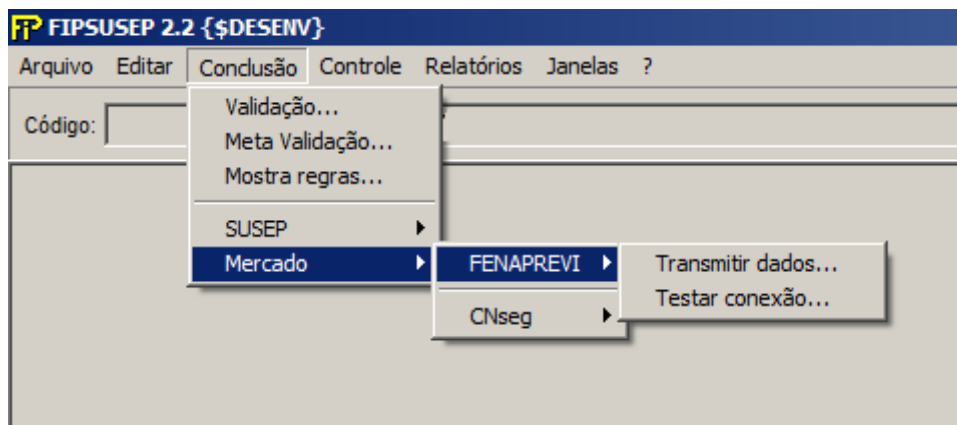 FIP FIPSUSEP 2.2 {$DESENV}
Arquivo Editar Conclusão Controle Relatórios Janelas ?
Código:
Validação...
Meta Validação...
Mostra regras...
SUSEP
Mercado
FENAPREVI
CNseg
Transmitir dados...
Testar conexão...